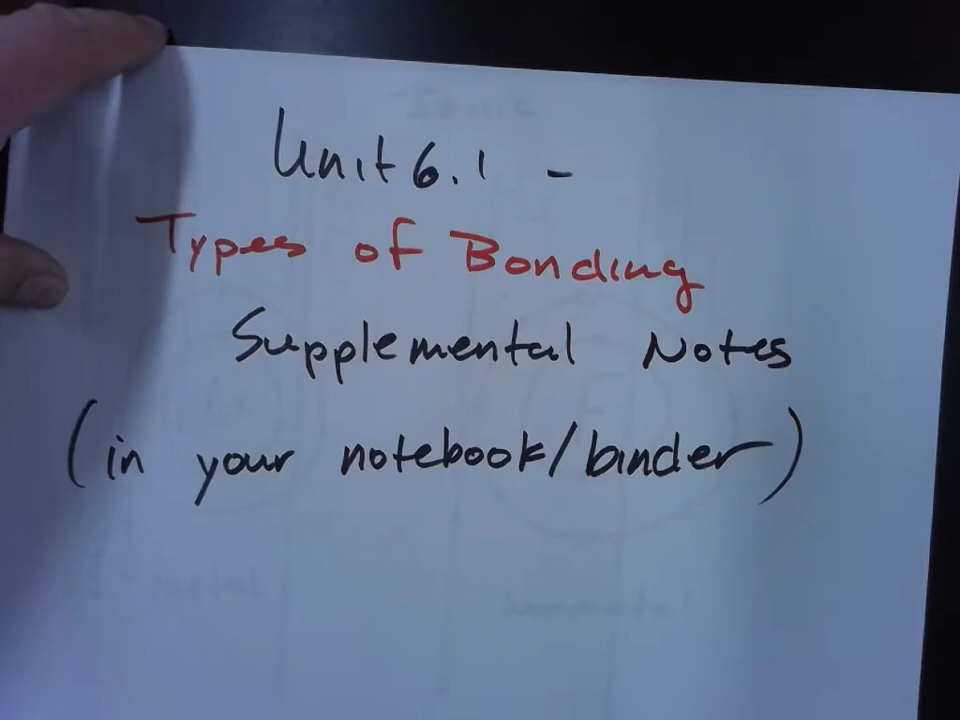 Unit 6.1 -
Types of Bonding
Supplemental Notes
(in your notebook/binder)